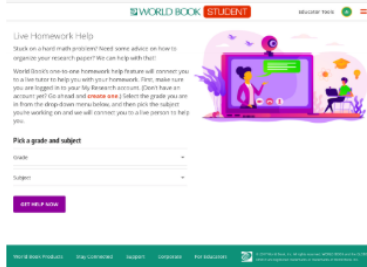 WORLD BOOK STUDENT
Educator Tools
Live Homework Help
Stuck on a hard math problem? Need some advice on how to
organize your research paper? We can help with that!
World Book's one-to-one homework help feature will connect you
to a live tutor to help you with your homework. First, make sure
you are logged in to your My Research account. (Don't have an
account yet? Go ahead and create one.) Select the grade you are
in from the drop-down menu below, and then pick the subject
you're working on and we will connect you to a live person to help
you.
Pick a grade and subject
Grade
Subject
GET HELP NOW
World Book Products
Stay Connected
Support
Corporate
For Educators